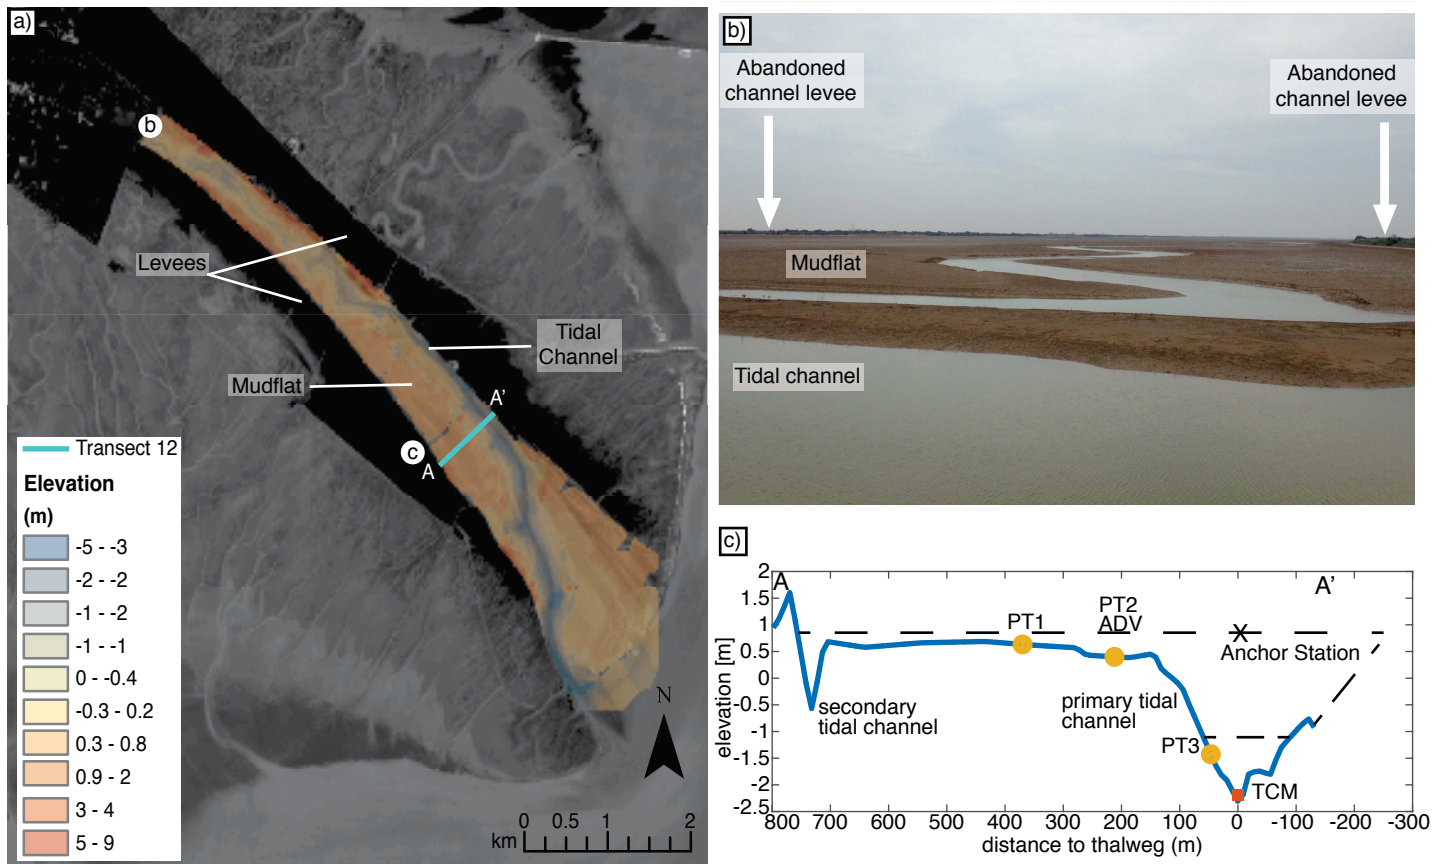 a)
b
Levees
Tidal
Channel
Mudflat
A'
c
A
Transect 12
Elevation
(m)
-5 - -3
-2 - -2
-1 - -2
-1 - -1
0 - -0.4
-0.3 - 0.2
0.3 - 0.8
0.9 - 2
3 - 4
5 - 9
N
0 0.5 1 2
km
b)
Abandoned
channel levee
Abandoned
channel levee
Mudflat
Tidal channel
c)
A
A'
PT1
PT2
ADV
X
Anchor Station
secondary
tidal channel
primary tidal
channel
PT3
TCM
elevation [m]
2
1.5
1
0.5
0
-0.5
-1
-1.5
-2
-2.5
800 700 600 500 400 300 200 100 0 -100 -200 -300
distance to thalweg (m)